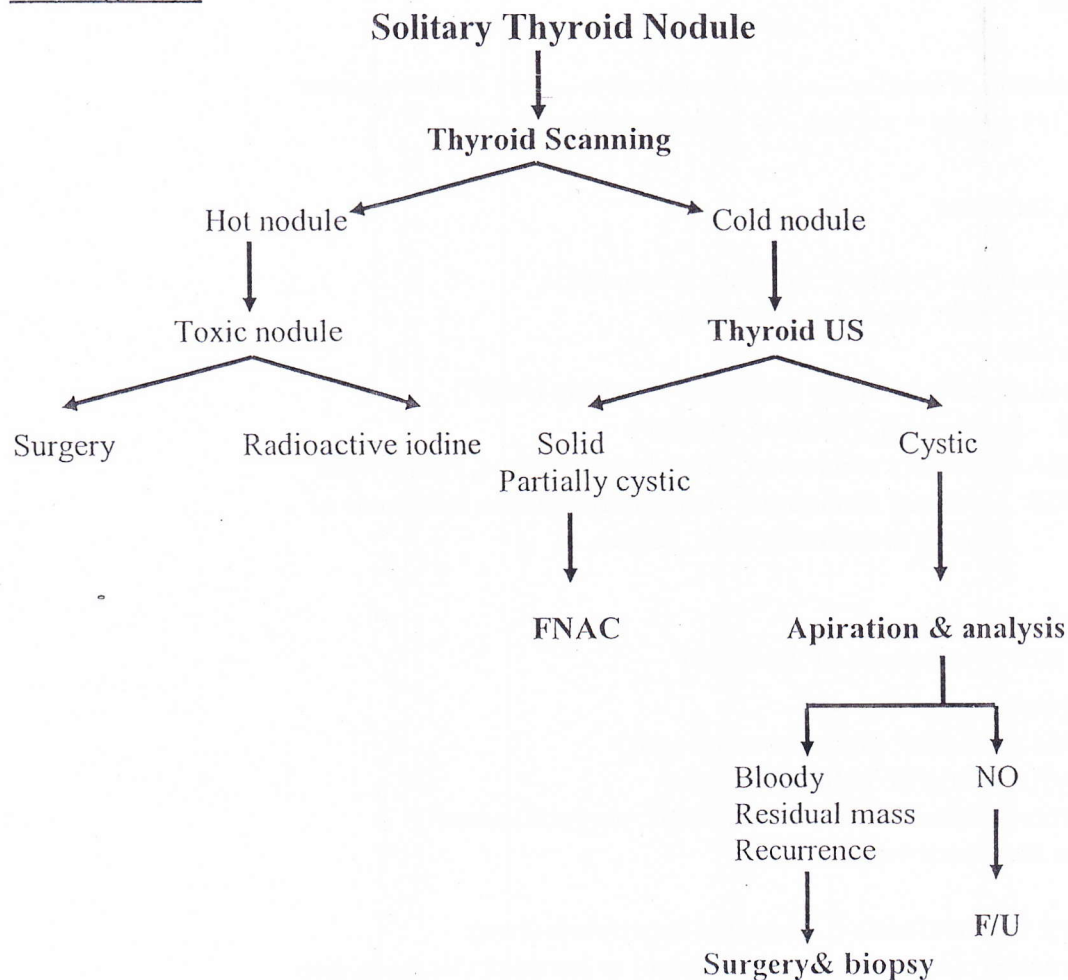 Solitary Thyroid Nodule
Thyroid Scanning
Hot nodule
Cold nodule
Toxic nodule
Thyroid US
Surgery
Radioactive iodine
Solid
Partially cystic
Cystic
FNAC
Apiration & analysis
Bloody
Residual mass
Recurrence
NO
F/U
Surgery& biopsy